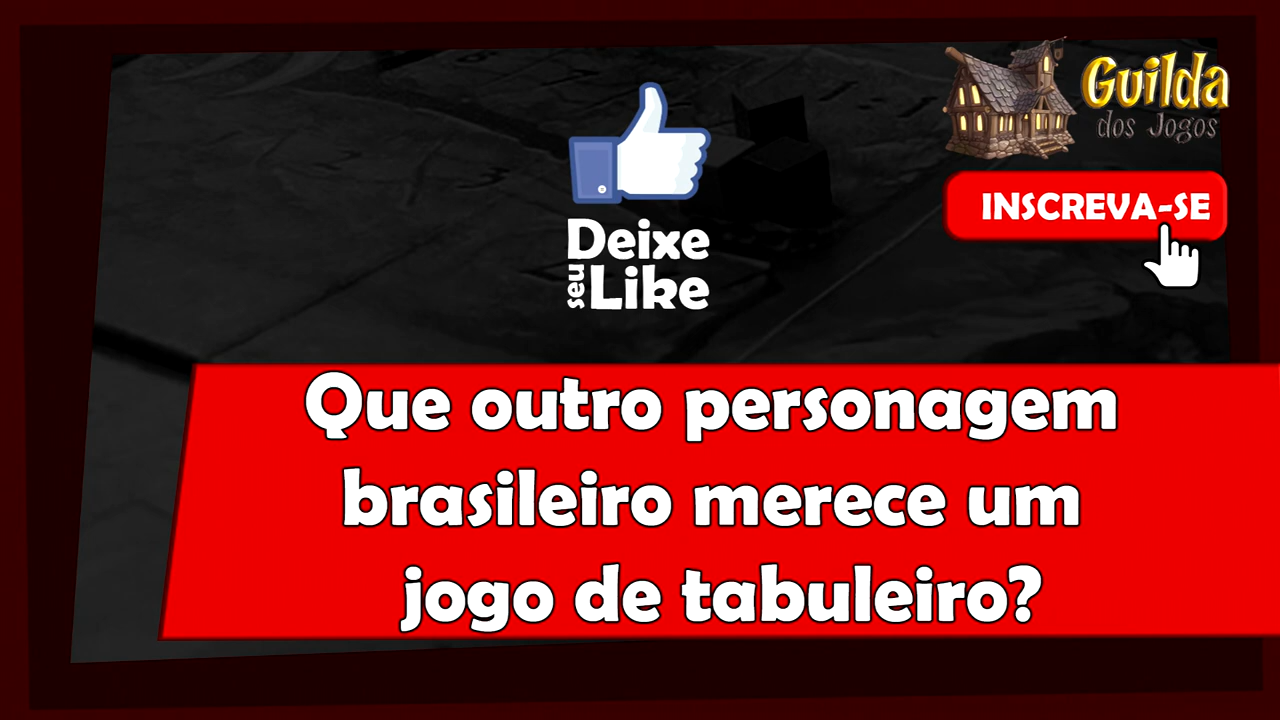 Guilda
dos Jogos
INSCREVA-SE
Deixe
seu Like
Que outro personagem
brasileiro merece um
jogo de tabuleiro?